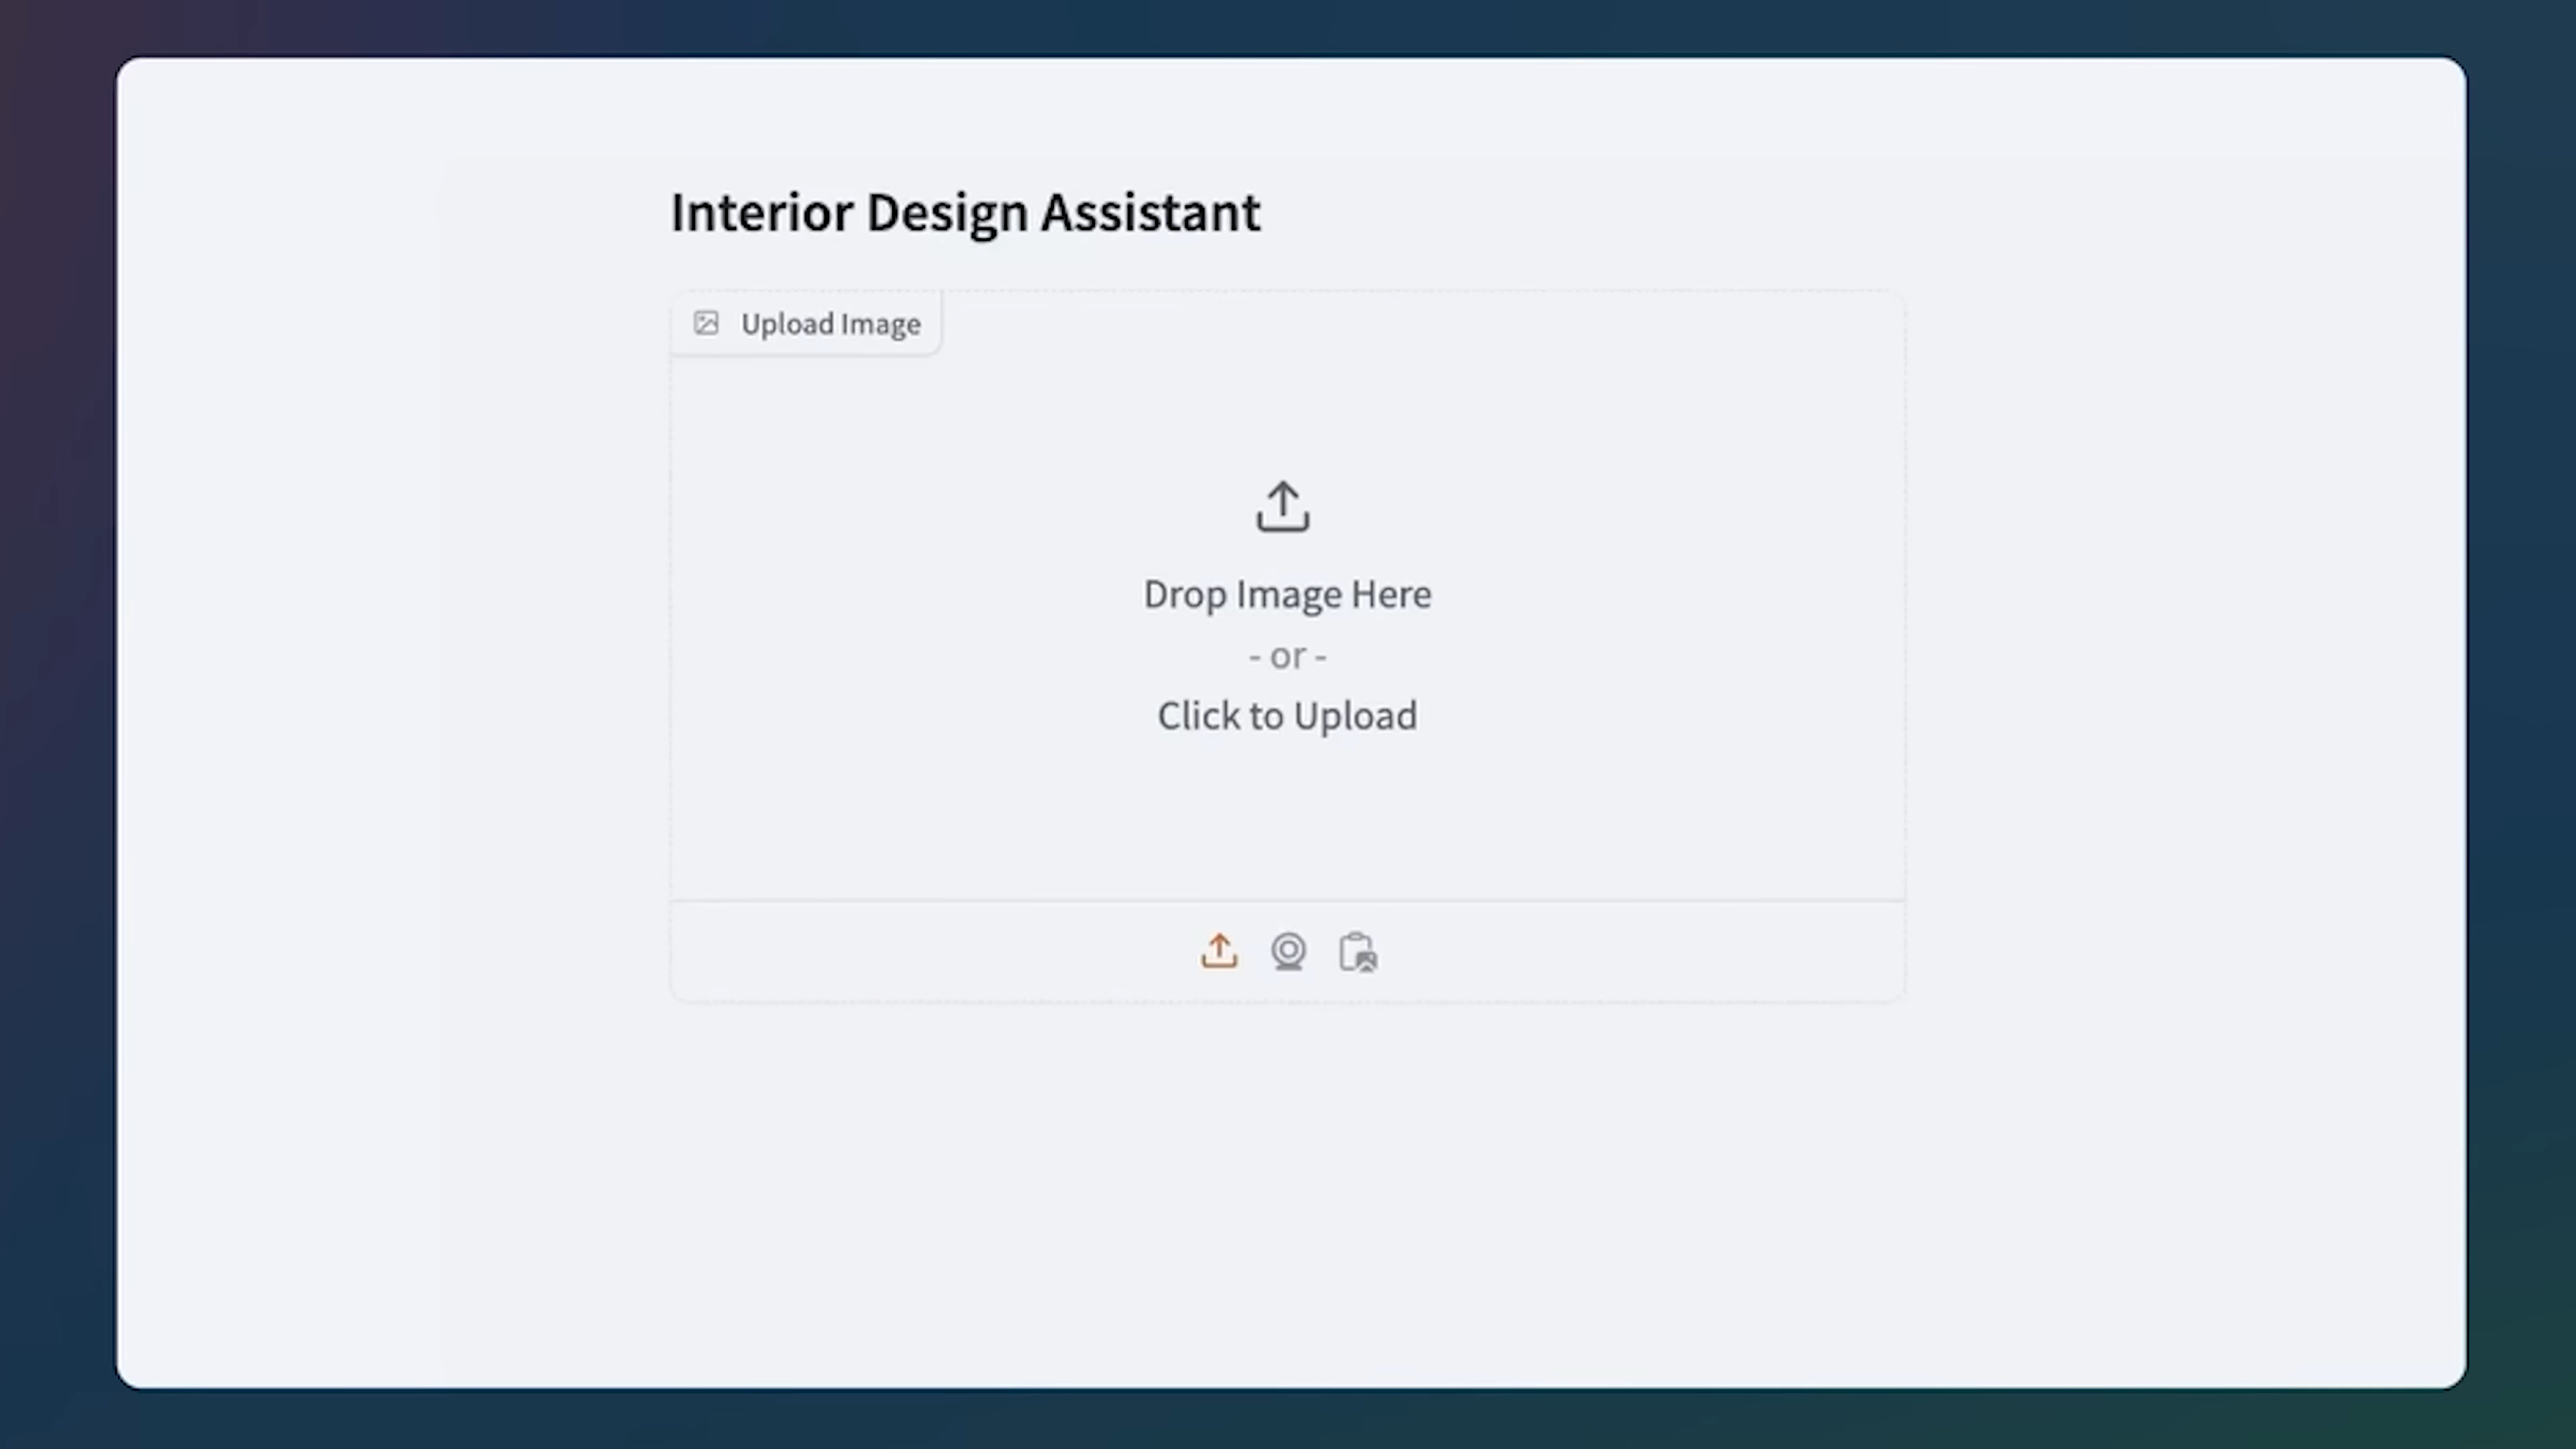 Interior Design Assistant
Upload Image
Drop Image Here
- or -
Click to Upload